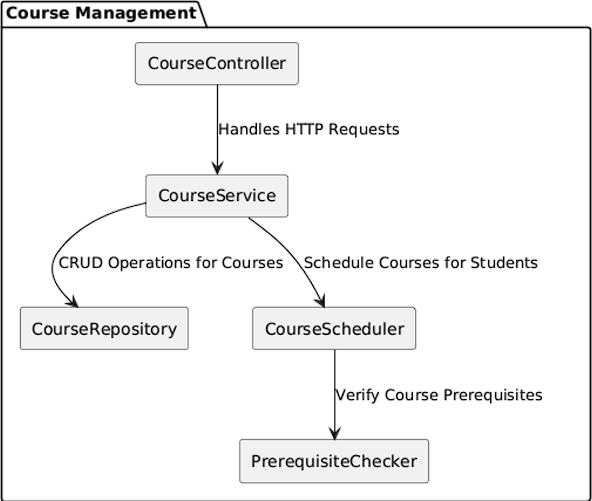 Course Management
CourseController
Handles HTTP Requests
CourseService
CRUD Operations for Courses
Schedule Courses for Students
CourseRepository
CourseScheduler
Verify Course Prerequisites
PrerequisiteChecker